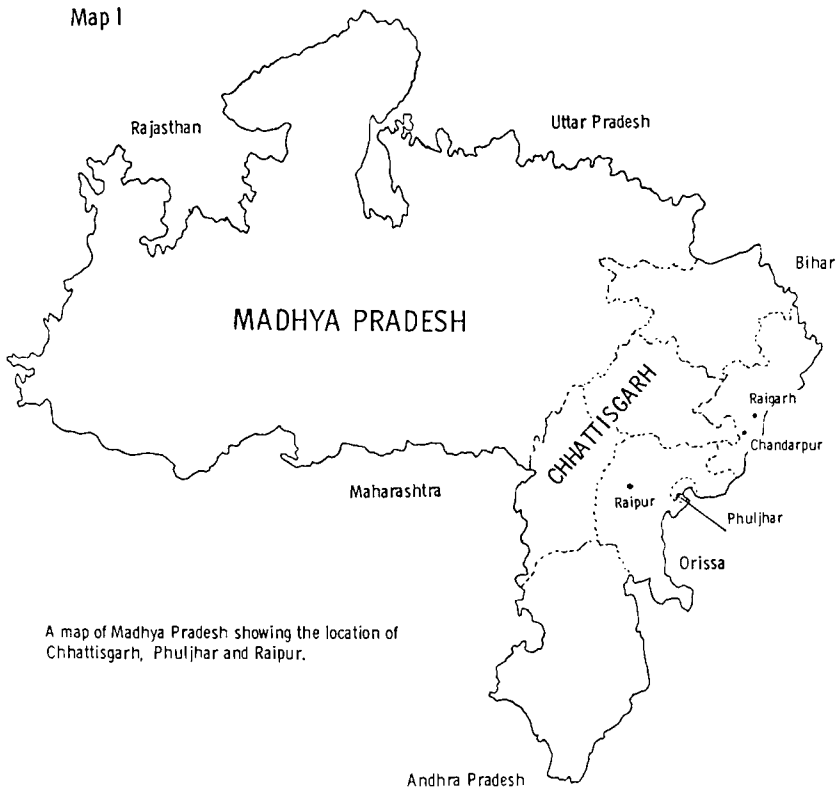 Map I
Rajasthan
Uttar Pradesh
Bihar
MADHYA PRADESH
CHHATTISGARH
Raigarh
Chandarpur
Maharashtra
Raipur
Phuljhar
Orissa
A map of Madhya Pradesh showing the location of
Chhattisgarh, Phuljhar and Raipur.
Andhra Pradesh